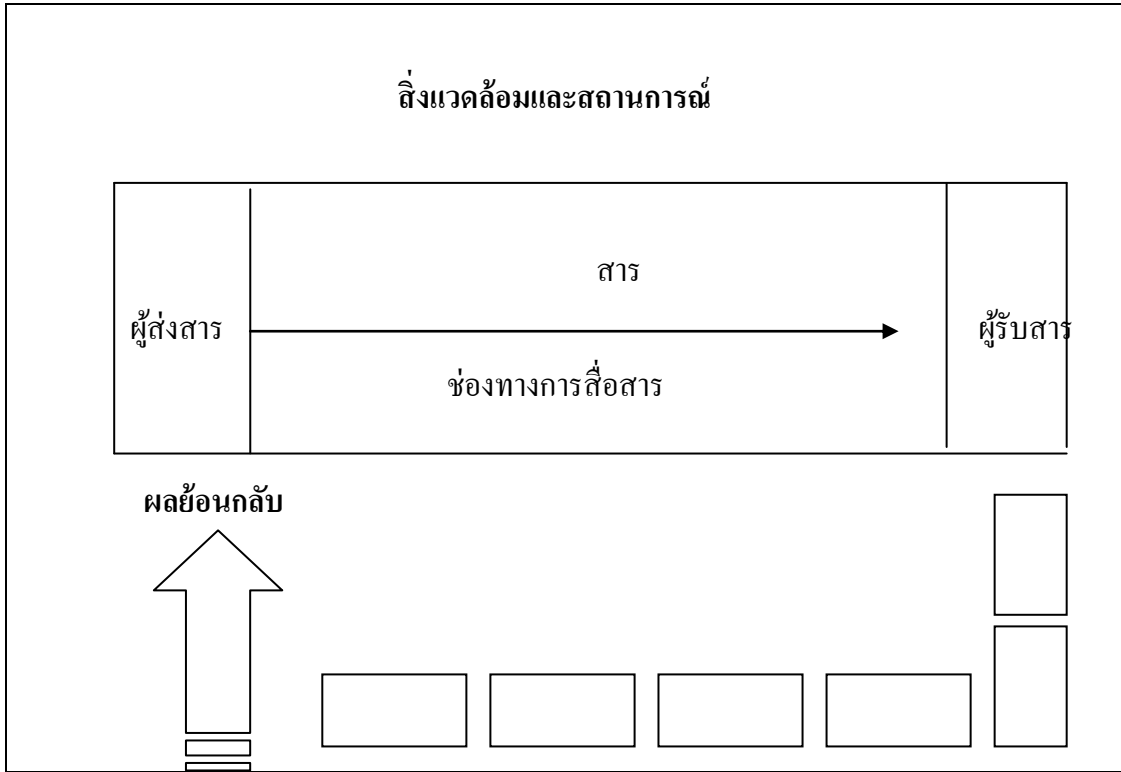 สิ่งแวดล้อมและสถานการณ์
สาร
ผู้ส่งสาร
ผู้รับสาร
ช่องทางการสื่อสาร
ผลย้อนกลับ